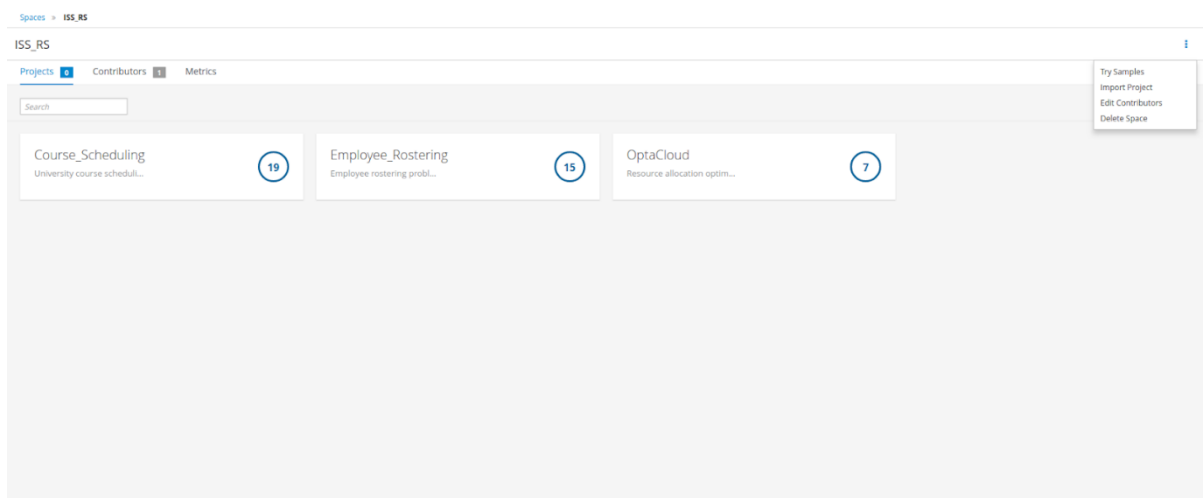 Spaces » ISS_RS
ISS_RS
Projects 0 Contributors 1 Metrics
Try Samples
Import Project
Edit Contributors
Delete Space
Search
Course_Scheduling
University course scheduli...
19
Employee_Rostering
Employee rostering probl...
15
OptaCloud
Resource allocation optim...
7